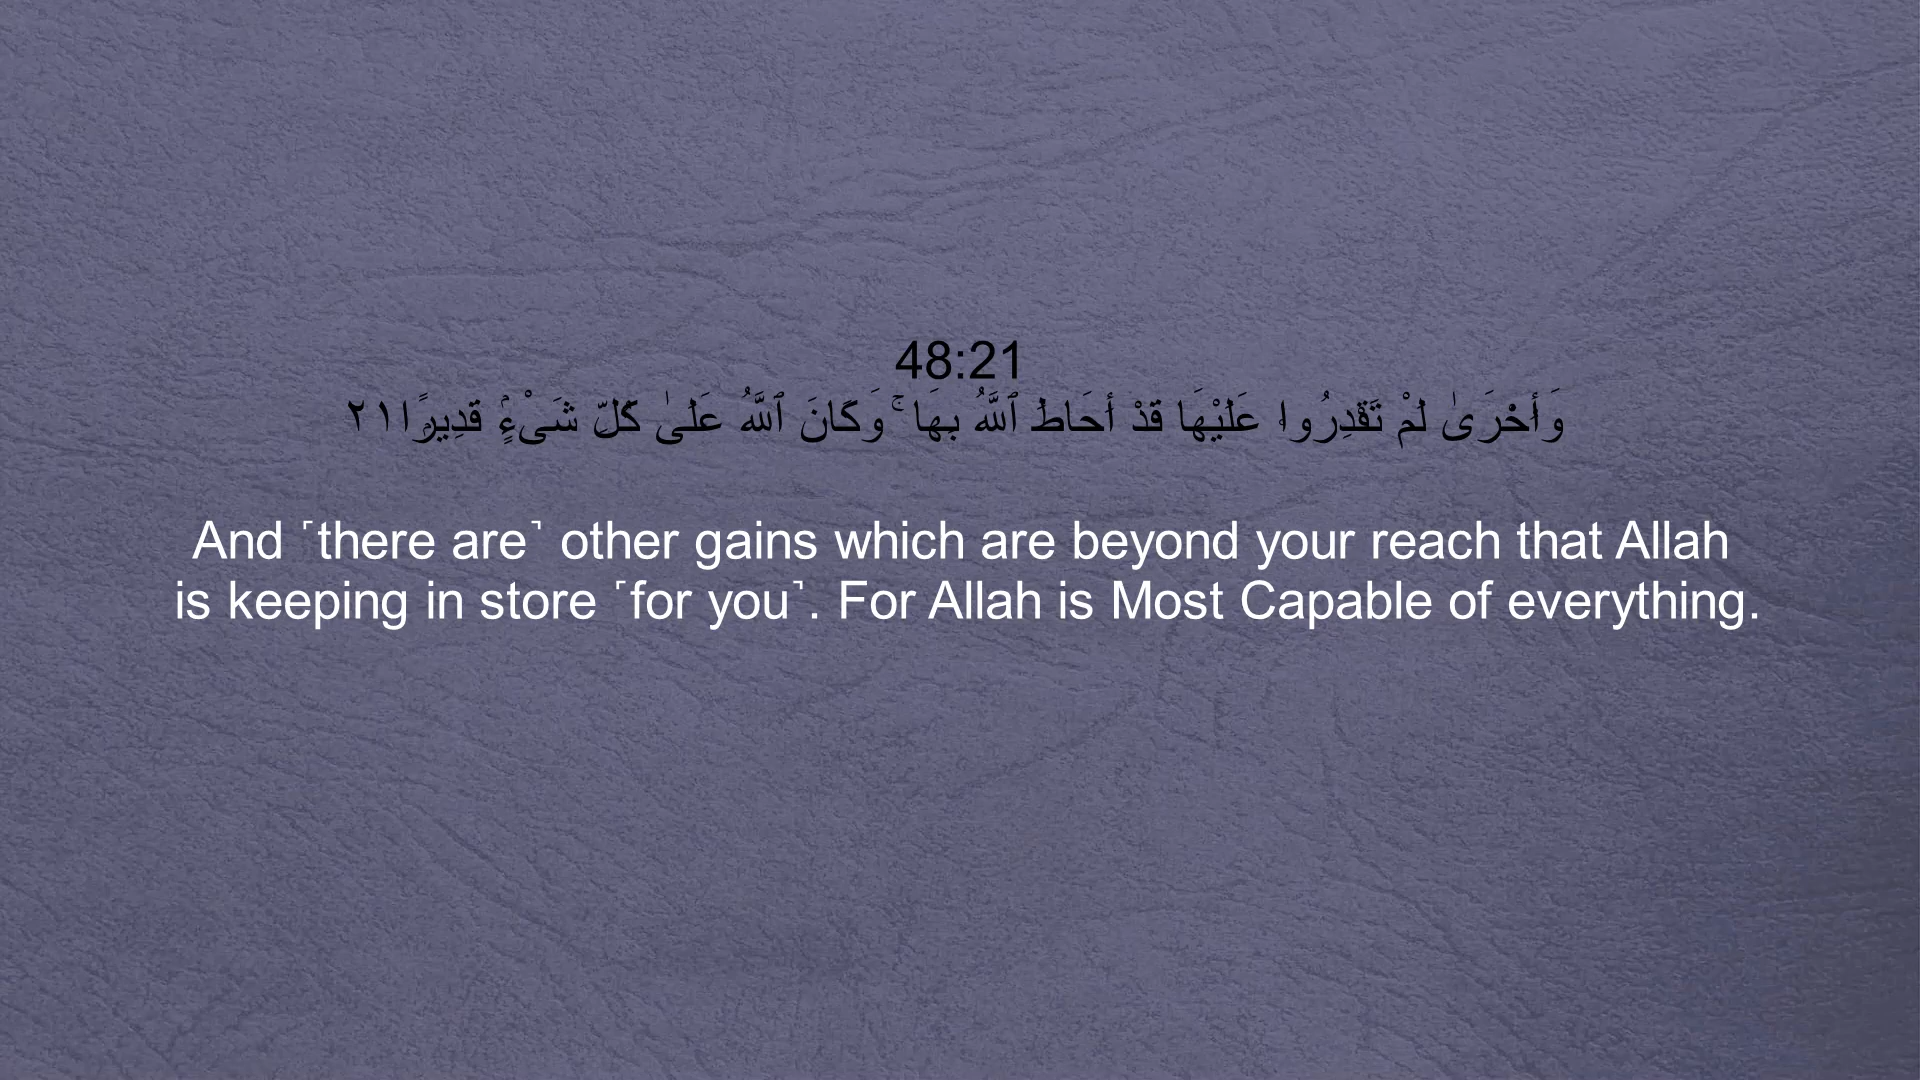 48:21
وَأُخْرَىٰ لَمْ تَقْدِرُوا۟ عَلَيْهَا قَدْ أَحَاطَ ٱللَّهُ بِهَا ۚ وَكَانَ ٱللَّهُ عَلَىٰ كُلِّ شَىْءٍۢ قَدِيرًۭا ٢١
And ˹there are˺ other gains which are beyond your reach that Allah
is keeping in store ˹for you˺. For Allah is Most Capable of everything.